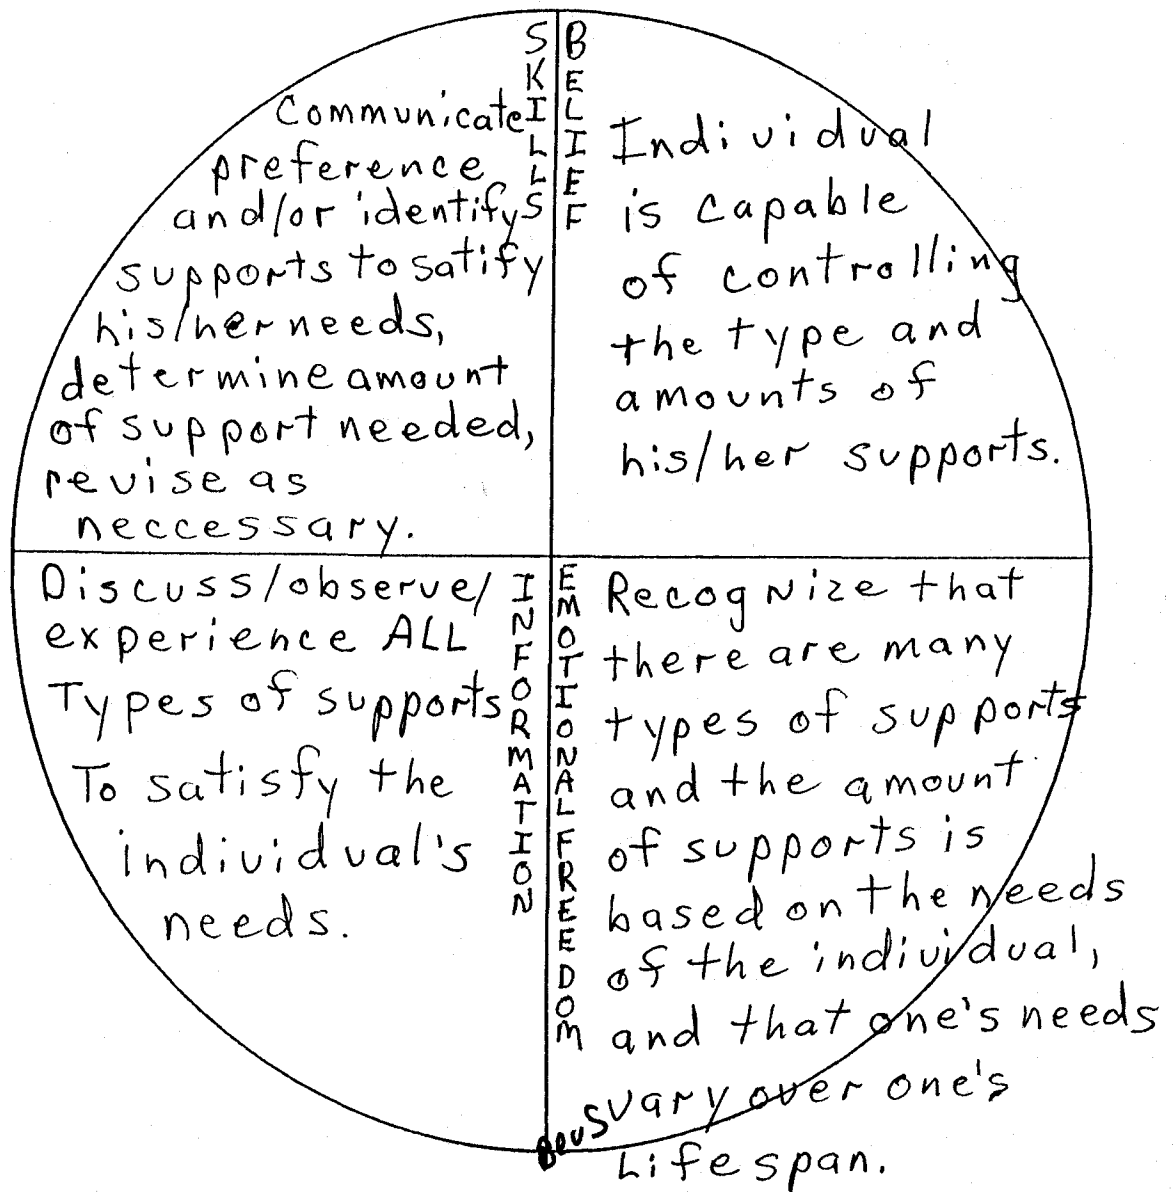 SKILLS
Communicate
preference
and/or identify
supports to satify
his/her needs,
determine amount
of support needed,
revise as
neccessary.
BELIEF
Individual
is capable
of controlling
the type and
amounts of
his/her supports.
INFORMATION
Discuss/observe/
experience ALL
Types of supports
To satisfy the
individual's
needs.
EMOTIONAL FREEDOM
Recognize that
there are many
types of supports
and the amount
of supports is
based on the needs
of the individual,
and that one's needs
vary over one's
Lifespan.